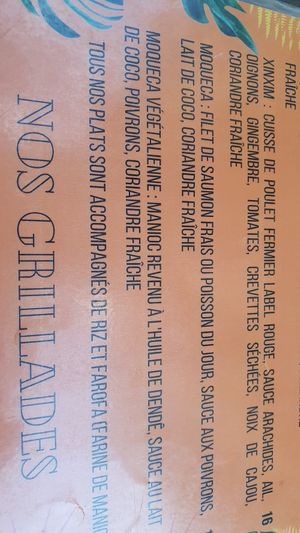 FRAÎCHE
XINXIM : CUISSE DE POULET FERMIER LABEL ROUGE, SAUCE ARACHIDES, AIL, 16
OIGNONS, GINGEMBRE, TOMATES, CREVETTES SÉCHÉES, NOIX DE CAJOU,
CORIANDRE FRAÎCHE
MOQUECA : FILET DE SAUMON FRAIS OU POISSON DU JOUR, SAUCE AUX POIVRONS,
LAIT DE COCO, CORIANDRE FRAÎCHE
MOQUECA VÉGÉTALIENNE : MANIOC REVENU À L'HUILE DE DENDÊ, SAUCE AU LAIT
DE COCO, POIVRONS, CORIANDRE FRAÎCHE
TOUS NOS PLATS SONT ACCOMPAGNÉS DE RIZ ET FAROFA (FARINE DE MANIOC
NOS GRILLADES